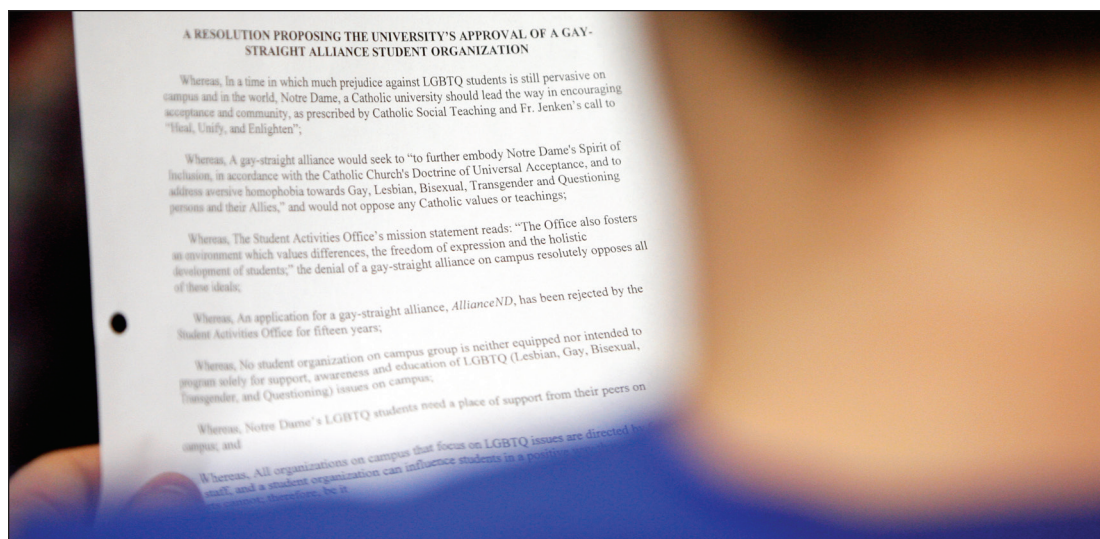 A RESOLUTION PROPOSING THE UNIVERSITY'S APPROVAL OF A GAY-
STRAIGHT ALLIANCE STUDENT ORGANIZATION
Whereas, In a time in which much prejudice against LGBTQ students is still pervasive on
campus and in the world, Notre Dame, a Catholic university should lead the way in encouraging
acceptance and community, as prescribed by Catholic Social Teaching and Fr. Jenken's call to
"Heal, Unify, and Enlighten";
Whereas, A gay-straight alliance would seek to "to further embody Notre Dame's Spirit of
Inclusion, in accordance with the Catholic Church's Doctrine of Universal Acceptance, and to
address aversive homophobia towards Gay, Lesbian, Bisexual, Transgender and Questioning
persons and their Allies," and would not oppose any Catholic values or teachings;
Whereas, The Student Activities Office's mission statement reads: "The Office also fosters
an environment which values differences, the freedom of expression and the holistic
development of students;" the denial of a gay-straight alliance on campus resolutely opposes all
of these ideals;
Whereas, An application for a gay-straight alliance, AllianceND, has been rejected by the
Student Activities Office for fifteen years;
Whereas, No student organization on campus group is neither equipped nor intended to
program solely for support, awareness and education of LGBTQ (Lesbian, Gay, Bisexual,
Transgender, and Questioning) issues on campus;
Whereas, Notre Dame's LGBTQ students need a place of support from their peers on
campus; and
Whereas, All organizations on campus that focus on LGBTQ issues are directed by
staff, and a student organization can influence students in a positive
therefore, be it